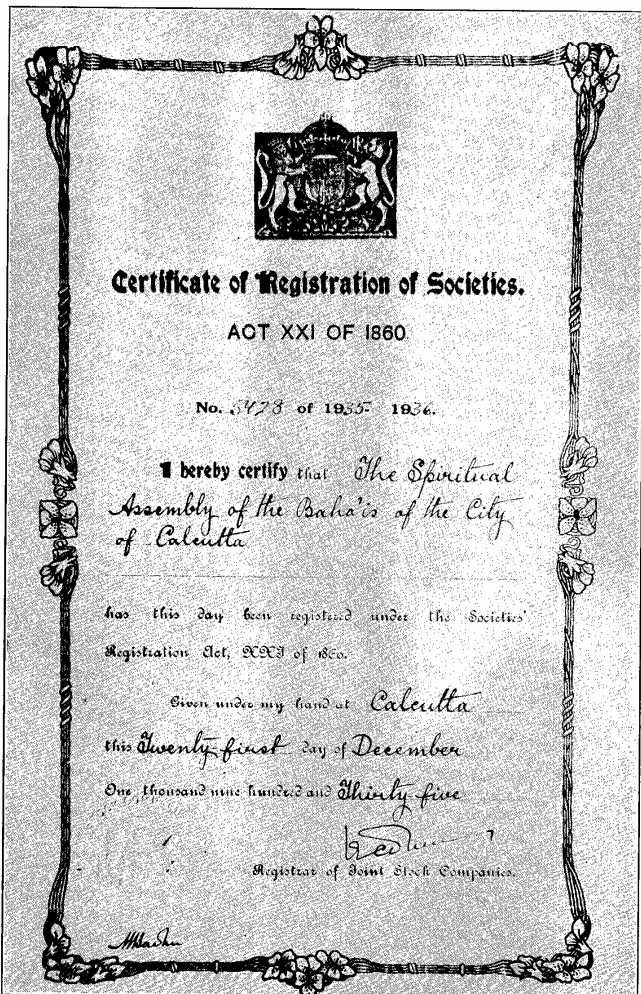 Certificate of Registration of Societies.
ACT XXI OF 1860
No. 5478 of 1935- 1936.
I hereby certify that The Spiritual
Assembly of the Baha'is of the City
of Calcutta
has this day been registered under the Societies'
Registration Act, XXI of 1860.
Given under my hand at Calcutta
this Twenty-first day of December
One thousand nine hundred and Thirty five
Registrar of Joint Stock Companies.